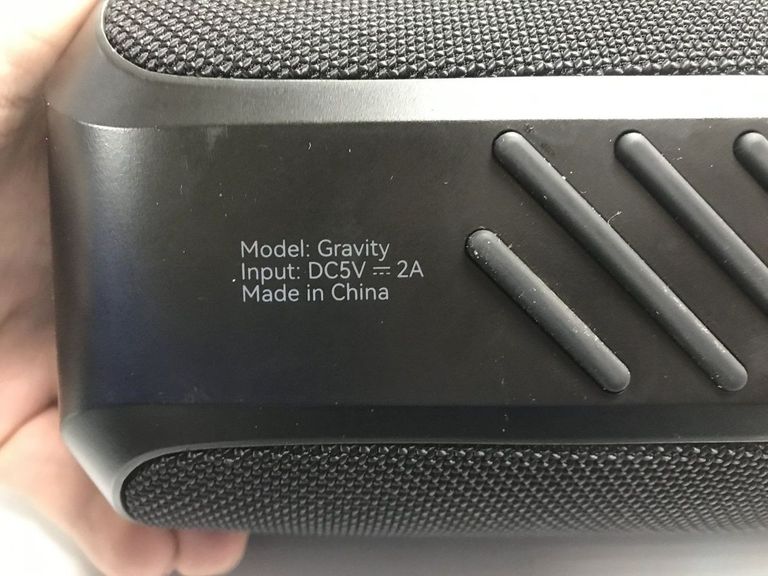 Model: Gravity
Input: DC5V ⎓ 2A
Made in China